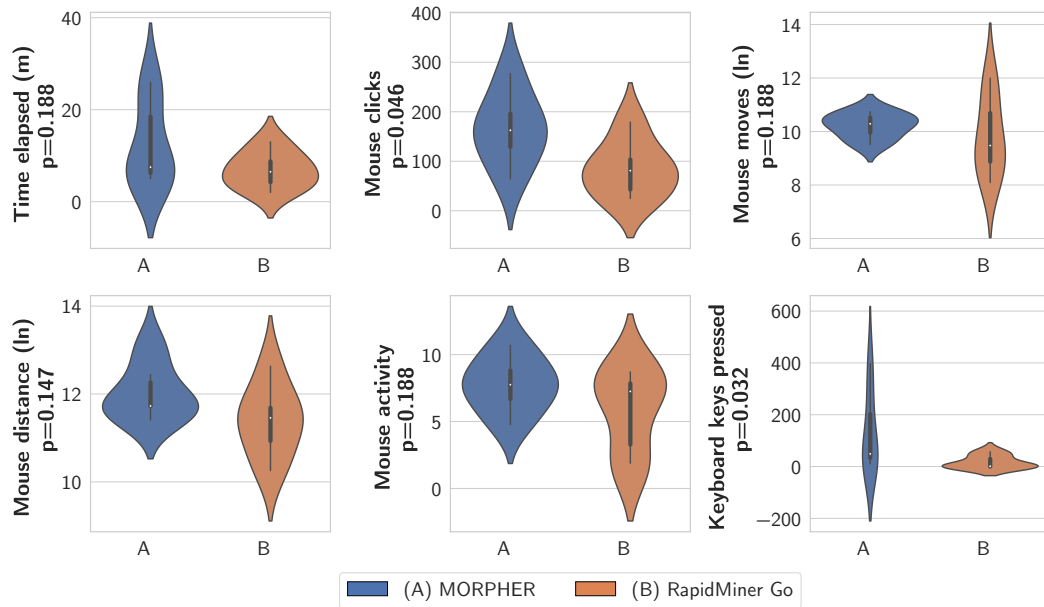 Time elapsed (m)
p=0.188
40
20
0
A
B
Mouse clicks
p=0.046
400
300
200
100
0
A
B
Mouse moves (ln)
p=0.188
14
12
10
8
6
A
B
Mouse distance (ln)
p=0.147
14
12
10
A
B
Mouse activity
p=0.188
10
5
0
A
B
Keyboard keys pressed
p=0.032
600
400
200
0
−200
A
B
(A) MORPHER
(B) RapidMiner Go